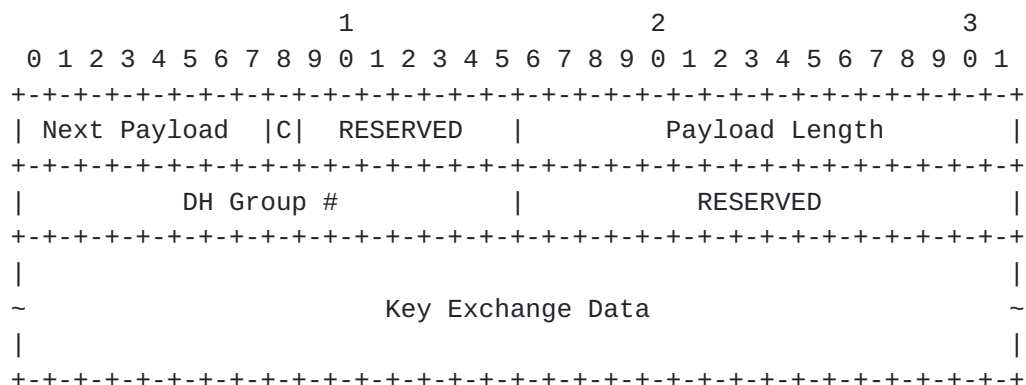 1                   2                   3
 0 1 2 3 4 5 6 7 8 9 0 1 2 3 4 5 6 7 8 9 0 1 2 3 4 5 6 7 8 9 0 1
+-+-+-+-+-+-+-+-+-+-+-+-+-+-+-+-+-+-+-+-+-+-+-+-+-+-+-+-+-+-+-+-+
| Next Payload  |C|  RESERVED   |         Payload Length        |
+-+-+-+-+-+-+-+-+-+-+-+-+-+-+-+-+-+-+-+-+-+-+-+-+-+-+-+-+-+-+-+-+
|          DH Group #           |           RESERVED            |
+-+-+-+-+-+-+-+-+-+-+-+-+-+-+-+-+-+-+-+-+-+-+-+-+-+-+-+-+-+-+-+-+
|                                                               |
~                       Key Exchange Data                       ~
|                                                               |
+-+-+-+-+-+-+-+-+-+-+-+-+-+-+-+-+-+-+-+-+-+-+-+-+-+-+-+-+-+-+-+-+